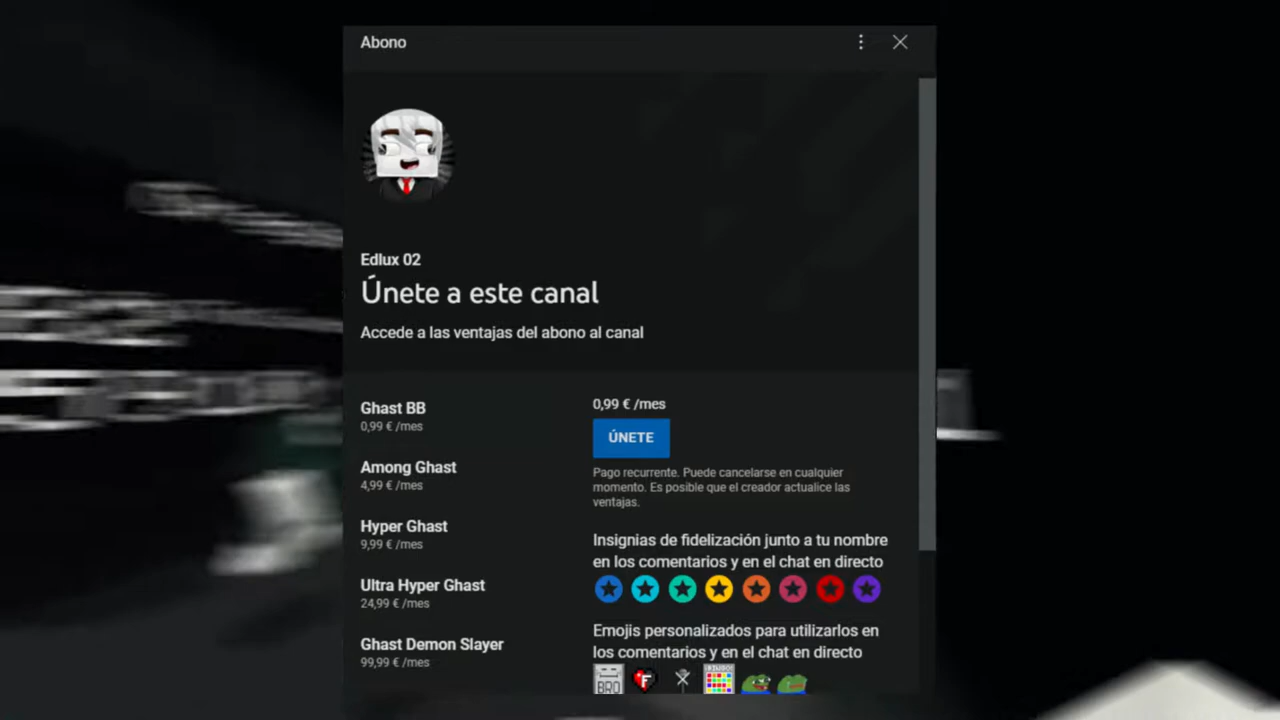 Abono
Edlux 02
Únete a este canal
Accede a las ventajas del abono al canal
Ghast BB
0,99 € /mes
Among Ghast
4,99 € /mes
Hyper Ghast
9,99 € /mes
Ultra Hyper Ghast
24,99 € /mes
Ghast Demon Slayer
99,99 € /mes
0,99 € /mes
ÚNETE
Pago recurrente. Puede cancelarse en cualquier
momento. Es posible que el creador actualice las
ventajas.
Insignias de fidelización junto a tu nombre
en los comentarios y en el chat en directo
Emojis personalizados para utilizarlos en
los comentarios y en el chat en directo
BRO
F